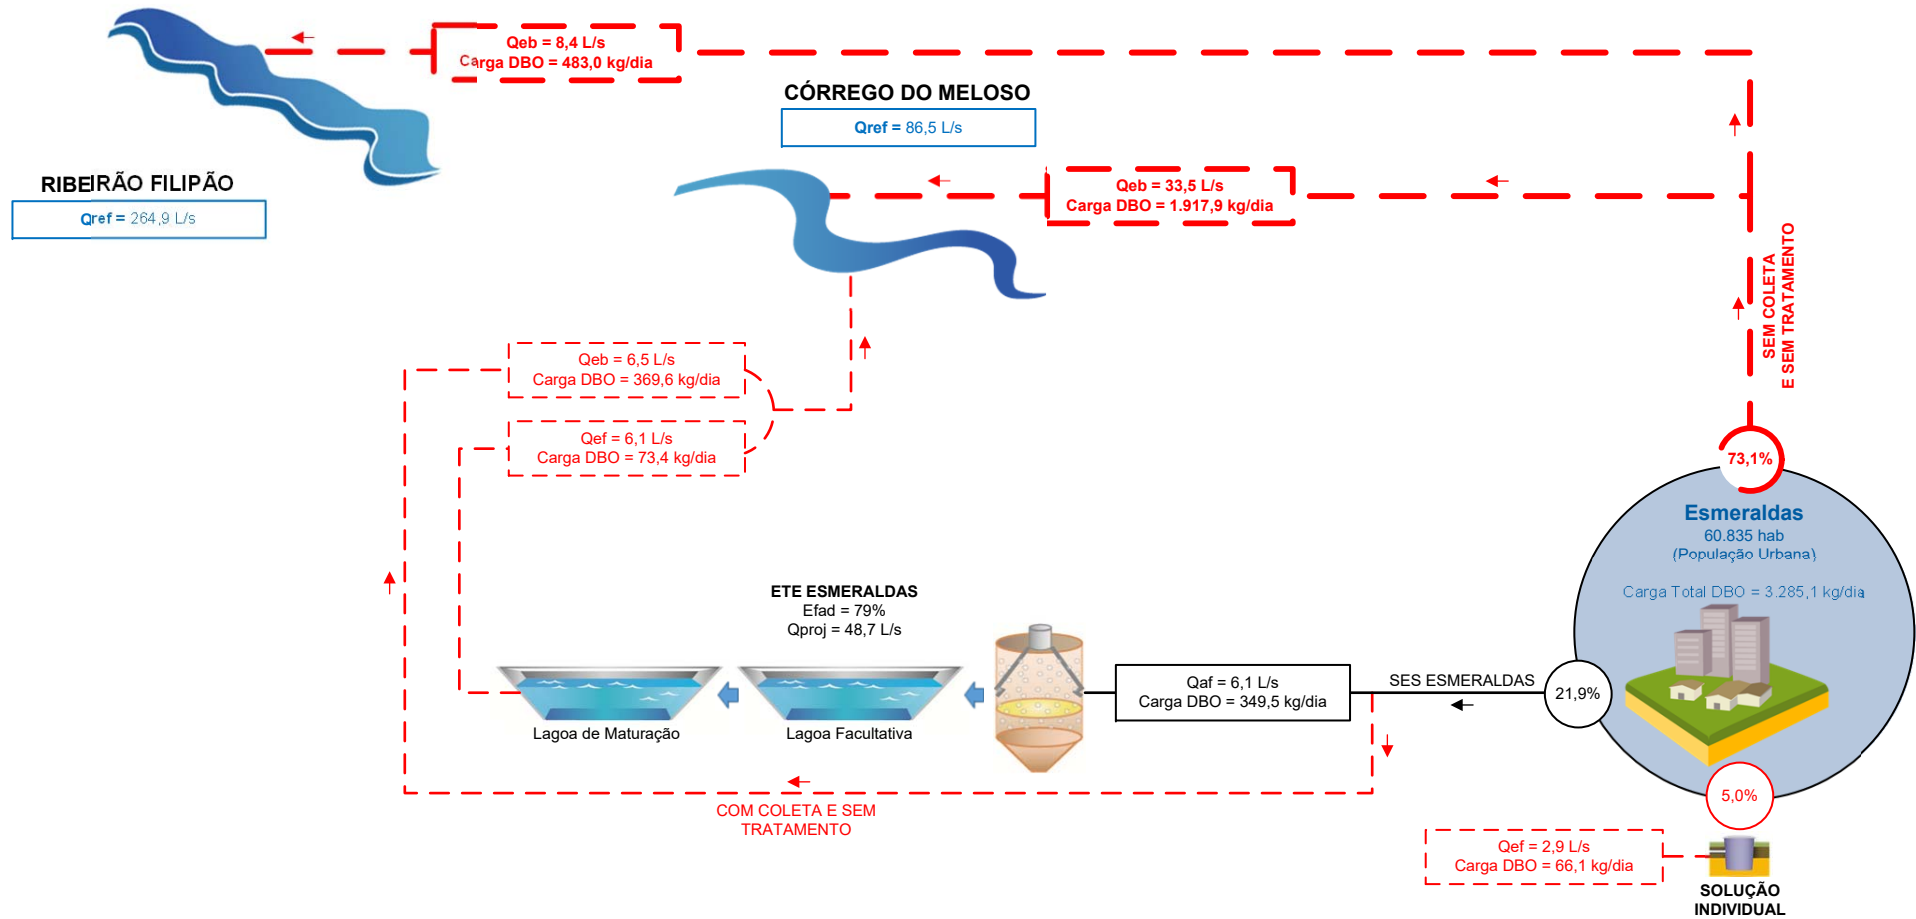 Qeb = 8,4 L/s
Carga DBO = 483,0 kg/dia
CÓRREGO DO MELOSO
Qref = 86,5 L/s
RIBEIRÃO FILIPÃO
Qref = 264,9 L/s
Qeb = 33,5 L/s
Carga DBO = 1.917,9 kg/dia
SEM COLETA
E SEM TRATAMENTO
Qeb = 6,5 L/s
Carga DBO = 369,6 kg/dia
Qef = 6,1 L/s
Carga DBO = 73,4 kg/dia
73,1%
Esmeraldas
60.835 hab
(População Urbana)
Carga Total DBO = 3.285,1 kg/dia
ETE ESMERALDAS
Efad = 79%
Qproj = 48,7 L/s
Qaf = 6,1 L/s
Carga DBO = 349,5 kg/dia
SES ESMERALDAS
21,9%
Lagoa de Maturação
Lagoa Facultativa
COM COLETA E SEM
TRATAMENTO
5,0%
Qef = 2,9 L/s
Carga DBO = 66,1 kg/dia
SOLUÇÃO
INDIVIDUAL